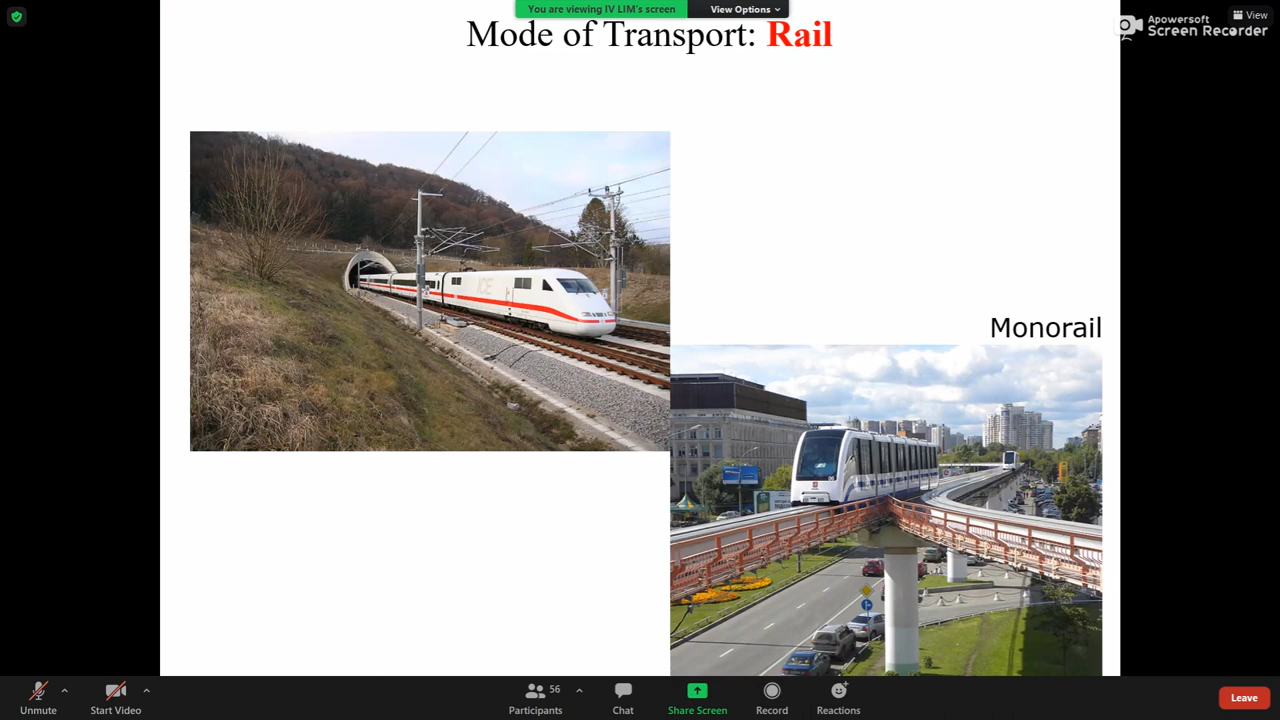 You are viewing IV LIM's screen
View Options
View
Apowersoft
Screen Recorder
Mode of Transport: Rail
ICE
Monorail
Unmute
Start Video
56
Participants
Chat
Share Screen
Record
Reactions
Leave